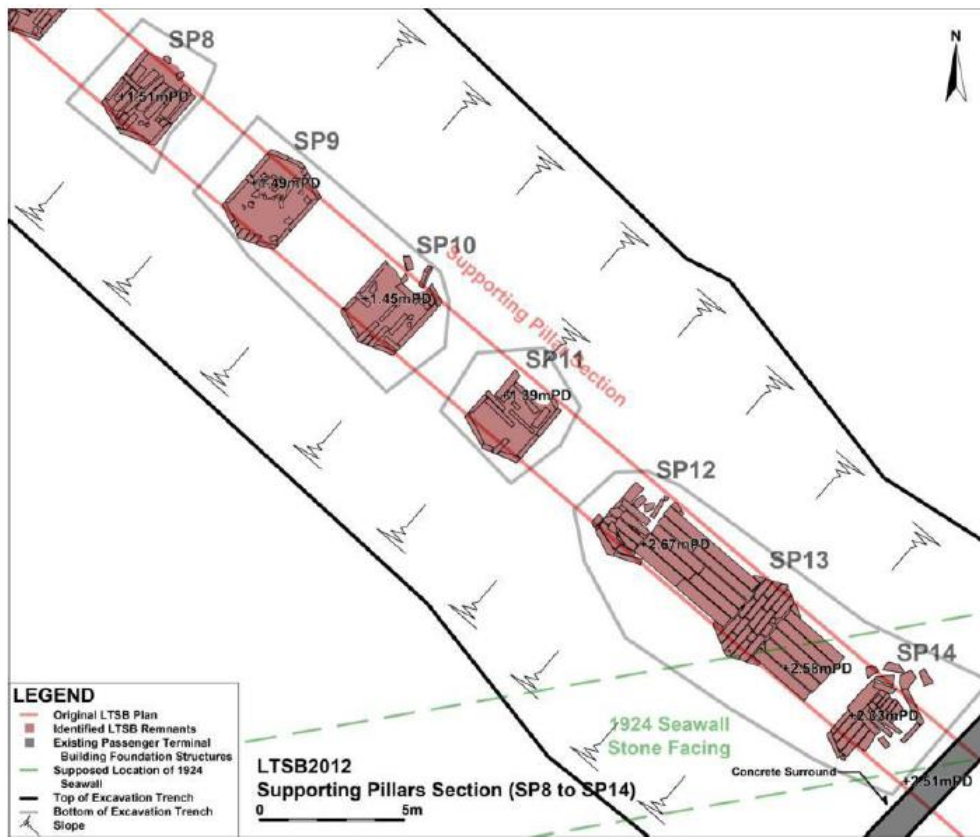 SP8
N
+1.51mPD
SP9
+1.49mPD
SP10
Supporting Pillar Section
+1.45mPD
SP11
+1.39mPD
SP12
+2.67mPD
SP13
+2.58mPD
SP14
+2.33mPD
1924 Seawall
Stone Facing
Concrete Surround
+2.51mPD
LEGEND
Original LTSB Plan
Identified LTSB Remnants
Existing Passenger Terminal
Building Foundation Structures
Supposed Location of 1924
Seawall
Top of Excavation Trench
Bottom of Excavation Trench
Slope
LTSB2012
Supporting Pillars Section (SP8 to SP14)
0 5m